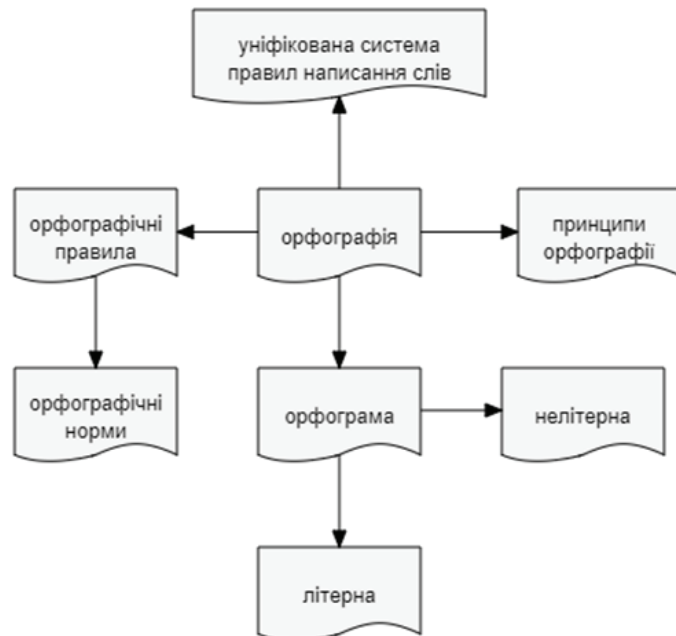 уніфікована система
правил написання слів
орфографічні
правила
орфографія
принципи
орфографії
орфографічні
норми
орфограма
нелітерна
літерна